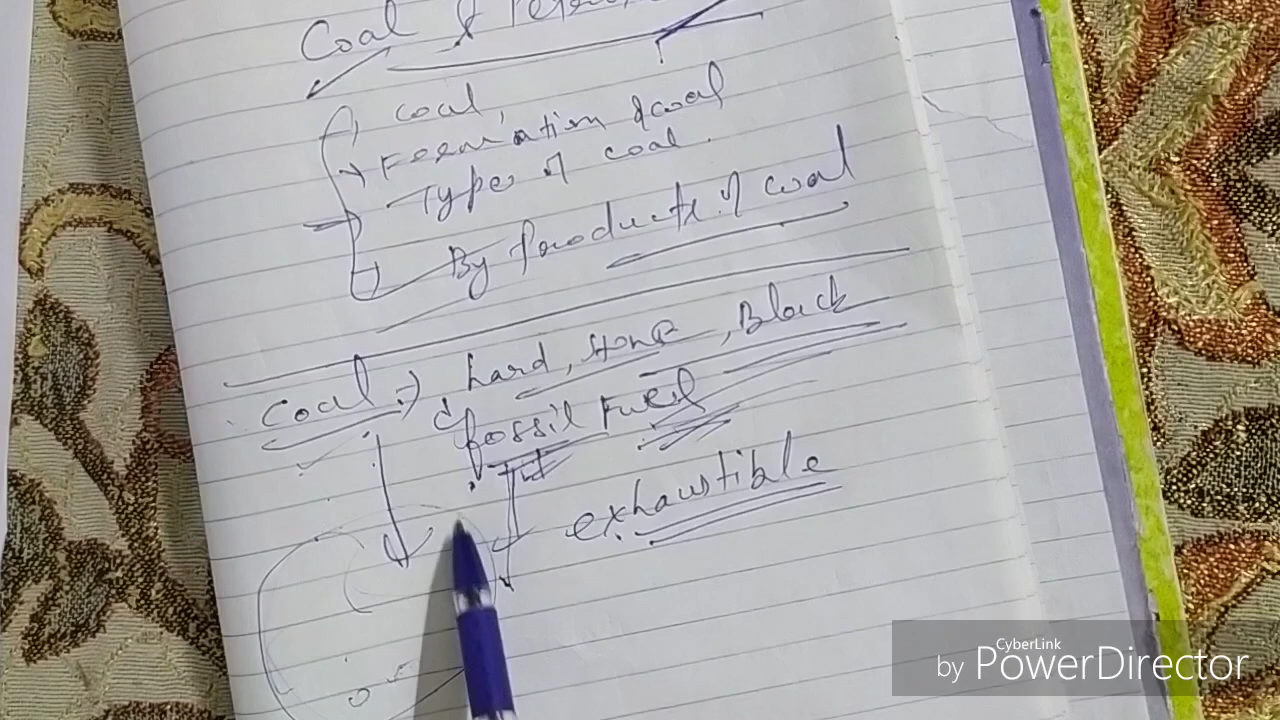 Coal &
coal,
Formation of coal
Types of coal.
By Products of coal
Coal :) hard, stone, Black
& fossil Fuel
exhaustible
CyberLink
by PowerDirector